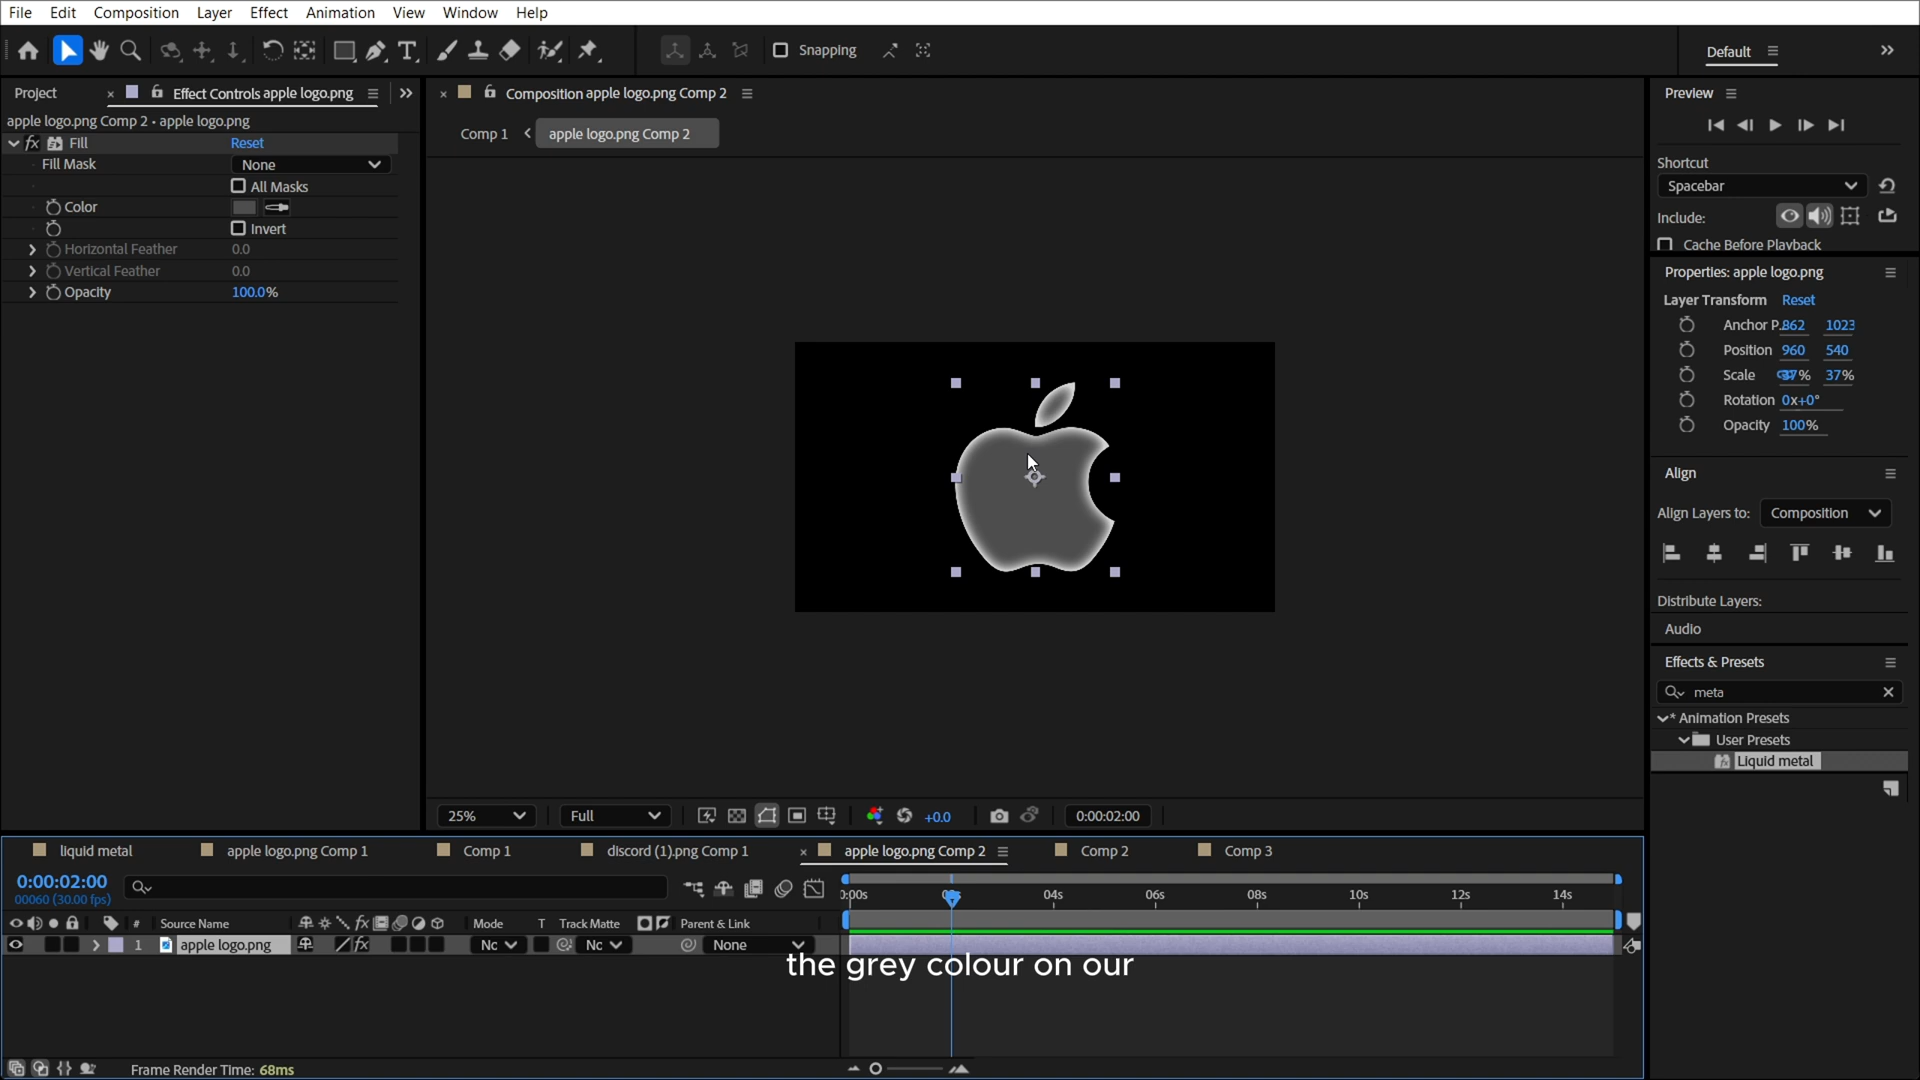 File Edit Composition Layer Effect Animation View Window Help
Snapping
Default
Project
Effect Controls apple logo.png
apple logo.png Comp 2 • apple logo.png
fx Fill Reset
Fill Mask None
All Masks
Color
Invert
Horizontal Feather 0.0
Vertical Feather 0.0
Opacity 100.0%
Composition apple logo.png Comp 2
Comp 1 apple logo.png Comp 2
25% Full +0.0 0:00:02:00
Preview
Shortcut
Spacebar
Include:
Cache Before Playback
Properties: apple logo.png
Layer Transform Reset
Anchor P.. 862 1023
Position 960 540
Scale 37% 37%
Rotation 0x+0°
Opacity 100%
Align
Align Layers to: Composition
Distribute Layers:
Audio
Effects & Presets
meta
* Animation Presets
User Presets
Liquid metal
liquid metal apple logo.png Comp 1 Comp 1 discord (1).png Comp 1 apple logo.png Comp 2 Comp 2 Comp 3
0:00:02:00
00060 (30.00 fps)
04s 06s 08s 10s 12s 14s
# Source Name fx Mode T Track Matte Parent & Link
1 apple logo.png fx Nc Nc None
the grey colour on our
Frame Render Time: 68ms